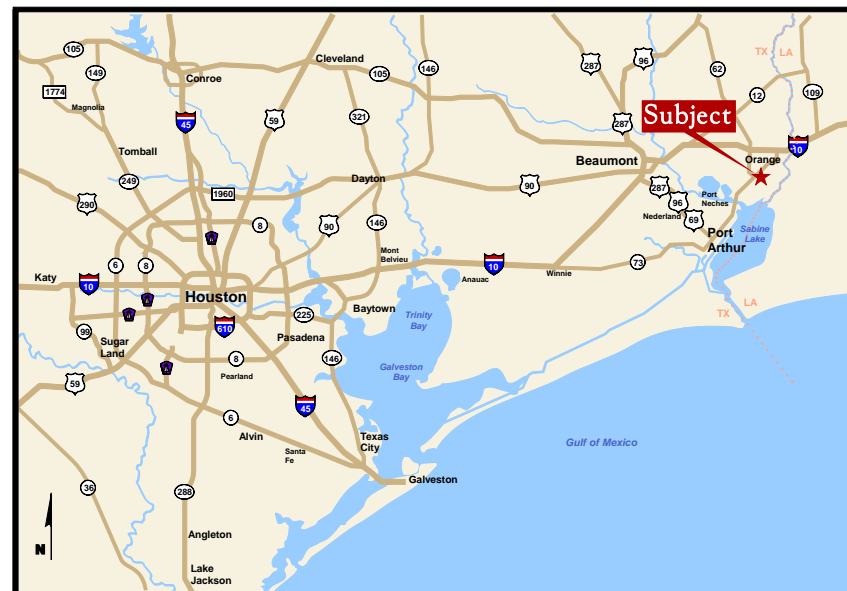 105
149
1774
Magnolia
Conroe
45
Tomball
249
1960
290
Cleveland
105
59
321
146
Dayton
90
146
8
90
287
96
62
TX
LA
109
12
287
Subject
10
Orange
Beaumont
287
96
69
Port
Neches
Nederland
Port
Arthur
Sabine
Lake
73
Katy
10
6
8
Houston
610
Mont
Belvieu
Anauac
10
Winnie
Baytown
Trinity
Bay
225
Pasadena
99
Sugar
Land
8
Pearland
146
Galveston
Bay
TX
LA
59
6
45
Alvin
Santa
Fe
Texas
City
Gulf of Mexico
36
288
Galveston
N
Angleton
Lake
Jackson